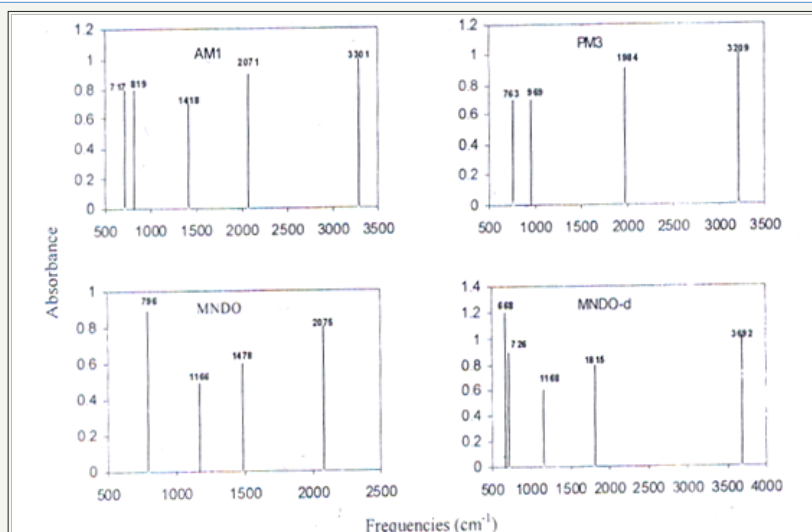 AM1
1.2
1
0.8
0.6
0.4
0.2
0
717 819 1418 2071 3301
500 1000 1500 2000 2500 3000 3500
PM3
1.2
1
0.8
0.6
0.4
0.2
0
763 969 1984 3209
500 1000 1500 2000 2500 3000 3500
Absorbance
MNDO
1
0.8
0.6
0.4
0.2
0
796 1166 1478 2075
500 1000 1500 2000 2500
MNDO-d
1.4
1.2
1
0.8
0.6
0.4
0.2
0
668 726 1168 1815 3692
500 1000 1500 2000 2500 3000 3500 4000
Frequencies (cm⁻¹)